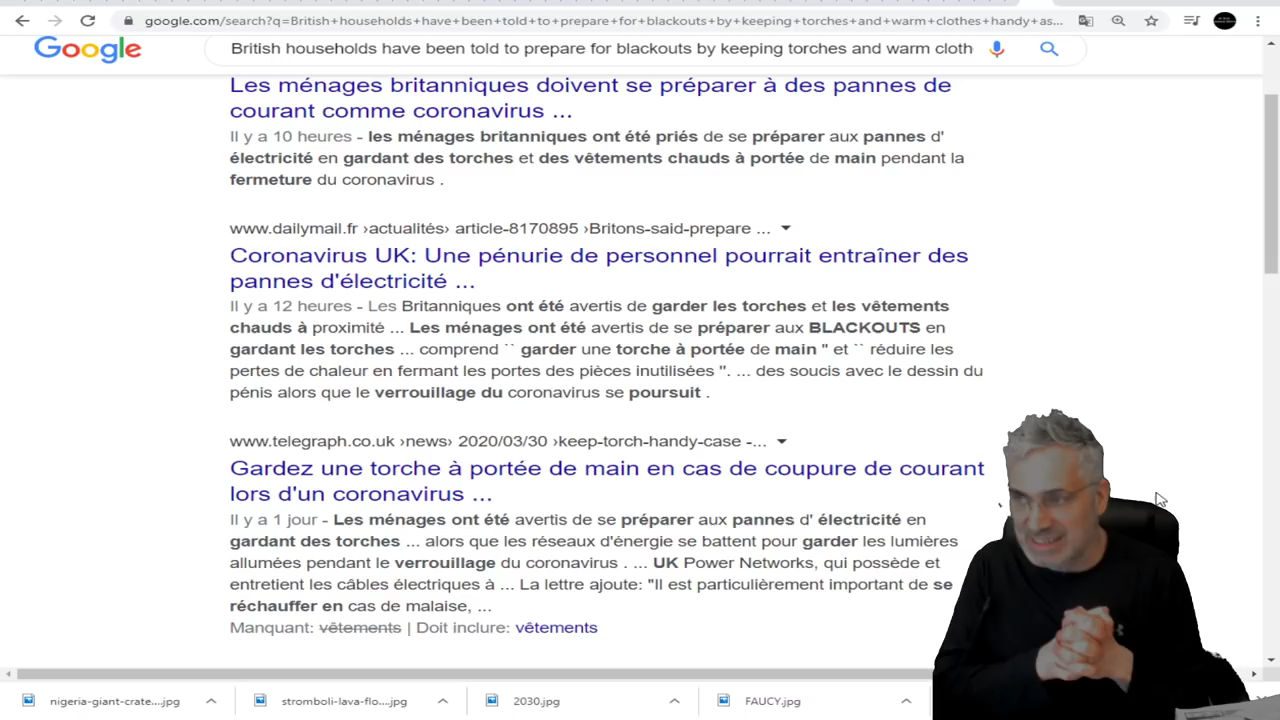 google.com/search?q=British+households+have+been+told+to+prepare+for+blackouts+by+keeping+torches+and+warm+clothes+handy+as...
Google
British households have been told to prepare for blackouts by keeping torches and warm cloth
Les ménages britanniques doivent se préparer à des pannes de
courant comme coronavirus ...
Il y a 10 heures - les ménages britanniques ont été priés de se préparer aux pannes d'
électricité en gardant des torches et des vêtements chauds à portée de main pendant la
fermeture du coronavirus .
www.dailymail.fr ›actualités› article-8170895 ›Britons-said-prepare ...
Coronavirus UK: Une pénurie de personnel pourrait entraîner des
pannes d'électricité ...
Il y a 12 heures - Les Britanniques ont été avertis de garder les torches et les vêtements
chauds à proximité ... Les ménages ont été avertis de se préparer aux BLACKOUTS en
gardant les torches ... comprend `` garder une torche à portée de main '' et `` réduire les
pertes de chaleur en fermant les portes des pièces inutilisées ''. ... des soucis avec le dessin du
pénis alors que le verrouillage du coronavirus se poursuit .
www.telegraph.co.uk ›news› 2020/03/30 ›keep-torch-handy-case -...
Gardez une torche à portée de main en cas de coupure de courant
lors d'un coronavirus ...
Il y a 1 jour - Les ménages ont été avertis de se préparer aux pannes d' électricité en
gardant des torches ... alors que les réseaux d'énergie se battent pour garder les lumières
allumées pendant le verrouillage du coronavirus . ... UK Power Networks, qui possède et
entretient les câbles électriques à ... La lettre ajoute: "Il est particulièrement important de se
réchauffer en cas de malaise, ...
Manquant: vêtements | Doit inclure: vêtements
nigeria-giant-crate....jpg
stromboli-lava-flo....jpg
2030.jpg
FAUCY.jpg